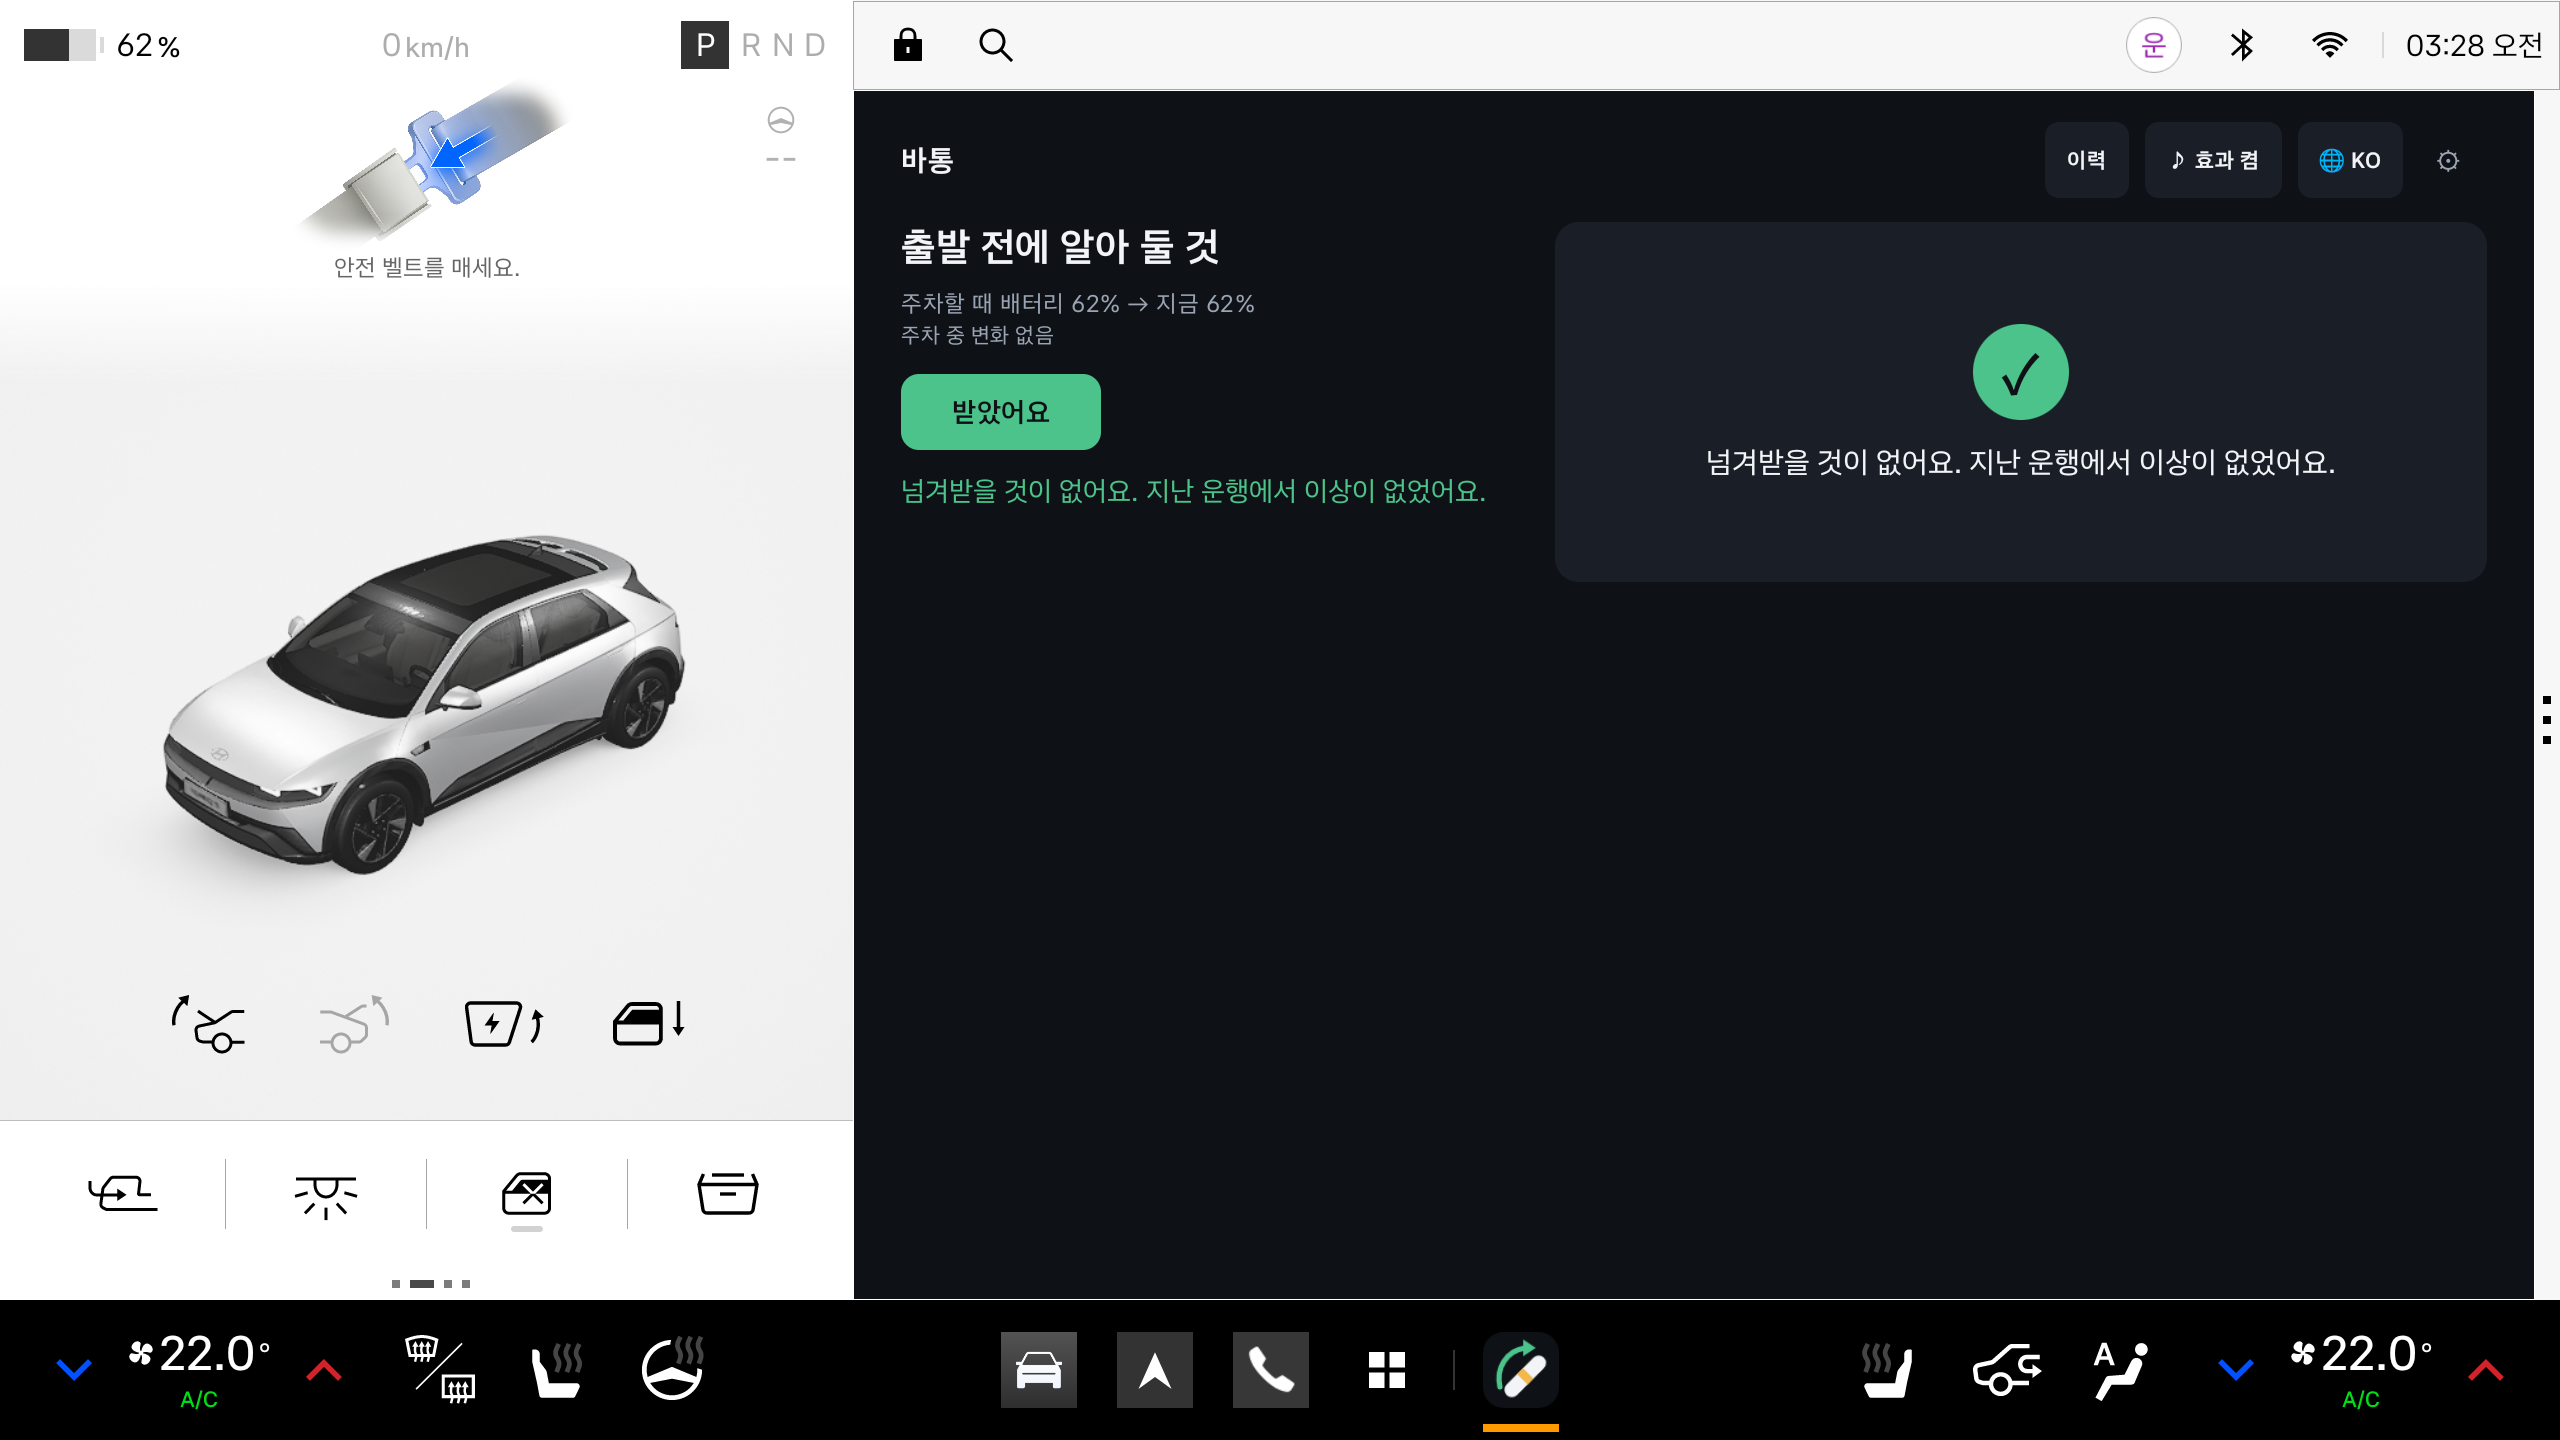 62 %
0 km/h
P R N D
안전 벨트를 매세요.
운
03:28 오전
바통
이력
♪ 효과 켬
KO
출발 전에 알아 둘 것
주차할 때 배터리 62% → 지금 62%
주차 중 변화 없음
받았어요
넘겨받을 것이 없어요. 지난 운행에서 이상이 없었어요.
넘겨받을 것이 없어요. 지난 운행에서 이상이 없었어요.
22.0°
A/C
A
22.0°
A/C